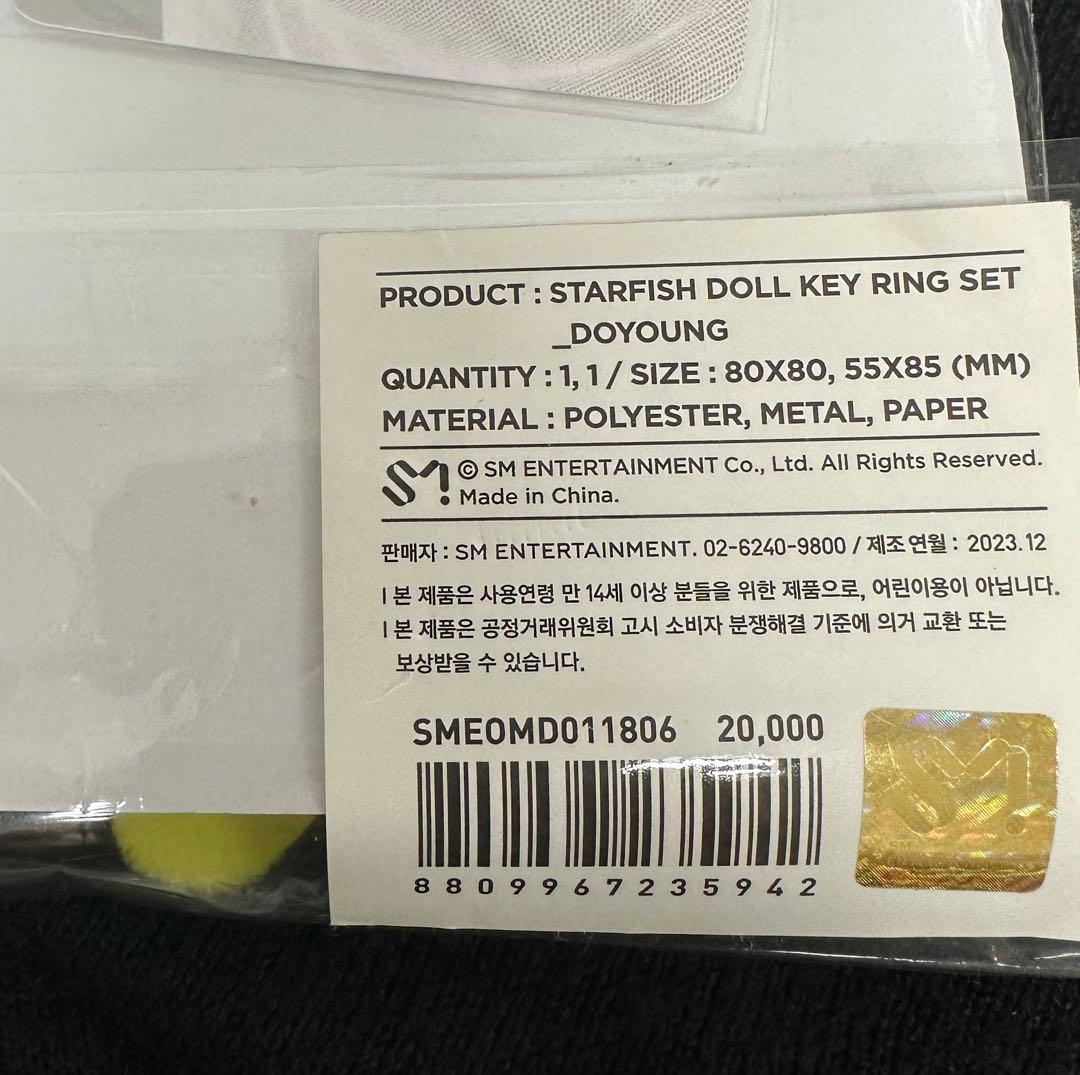 PRODUCT : STARFISH DOLL KEY RING SET
_DOYOUNG
QUANTITY : 1, 1 / SIZE : 80X80, 55X85 (MM)
MATERIAL : POLYESTER, METAL, PAPER
SM! © SM ENTERTAINMENT Co., Ltd. All Rights Reserved.
Made in China.
판매자 : SM ENTERTAINMENT. 02-6240-9800 / 제조연월 : 2023.12
I 본 제품은 사용연령 만 14세 이상 분들을 위한 제품으로, 어린이용이 아닙니다.
I 본 제품은 공정거래위원회 고시 소비자 분쟁해결 기준에 의거 교환 또는
보상받을 수 있습니다.
SMEOMD011806 20,000
8809967235942